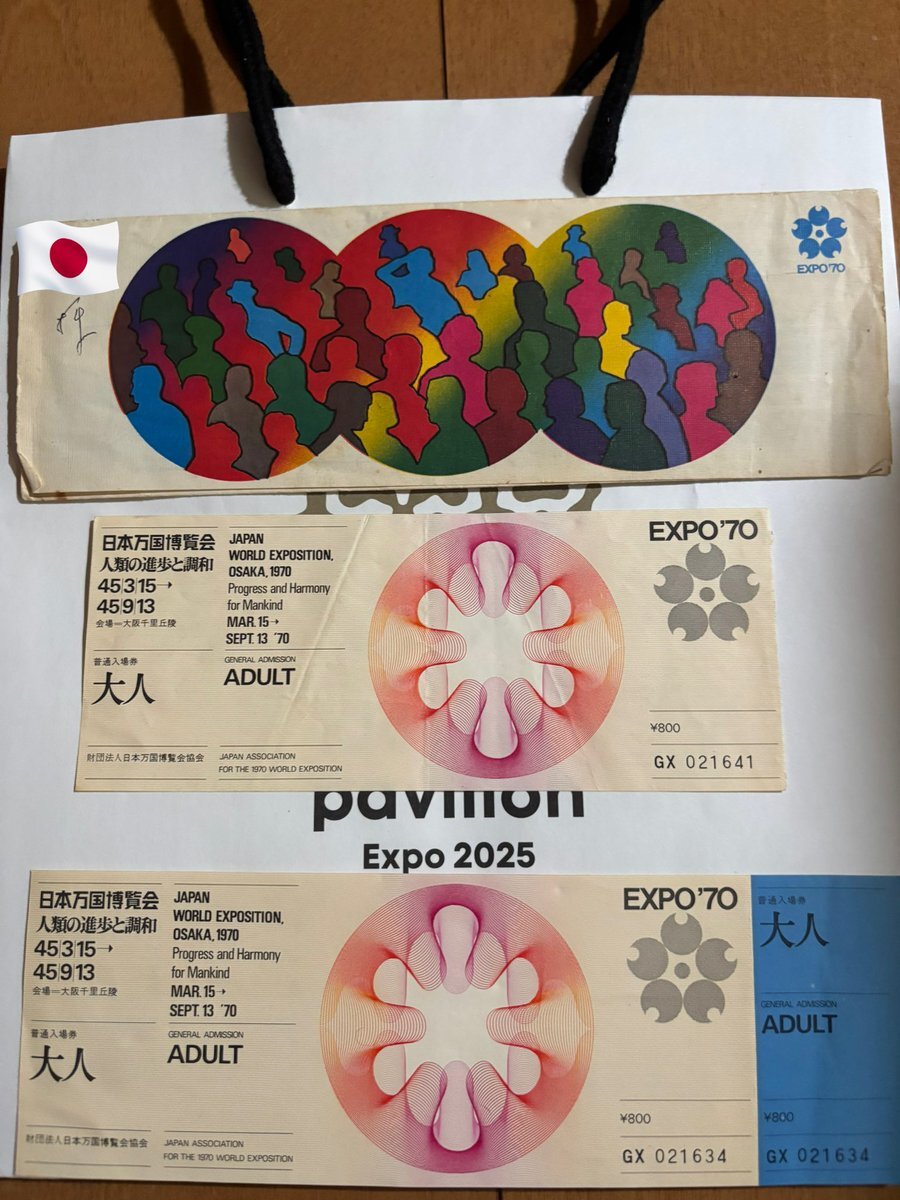 EXPO'70
日本万国博覧会
人類の進歩と調和
45|3|15→
45|9|13
会場=大阪千里丘陵
普通入場券
大人
財団法人日本万国博覧会協会
JAPAN
WORLD EXPOSITION,
OSAKA, 1970
Progress and Harmony
for Mankind
MAR. 15→
SEPT. 13 '70
GENERAL ADMISSION
ADULT
JAPAN ASSOCIATION
FOR THE 1970 WORLD EXPOSITION
EXPO'70
¥800
GX 021641
pavilion
Expo 2025
日本万国博覧会
人類の進歩と調和
45|3|15→
45|9|13
会場=大阪千里丘陵
普通入場券
大人
財団法人日本万国博覧会協会
JAPAN
WORLD EXPOSITION,
OSAKA, 1970
Progress and Harmony
for Mankind
MAR. 15→
SEPT. 13 '70
GENERAL ADMISSION
ADULT
JAPAN ASSOCIATION
FOR THE 1970 WORLD EXPOSITION
EXPO'70
¥800
GX 021634
普通入場券
大人
GENERAL ADMISSION
ADULT
¥800
GX 021634